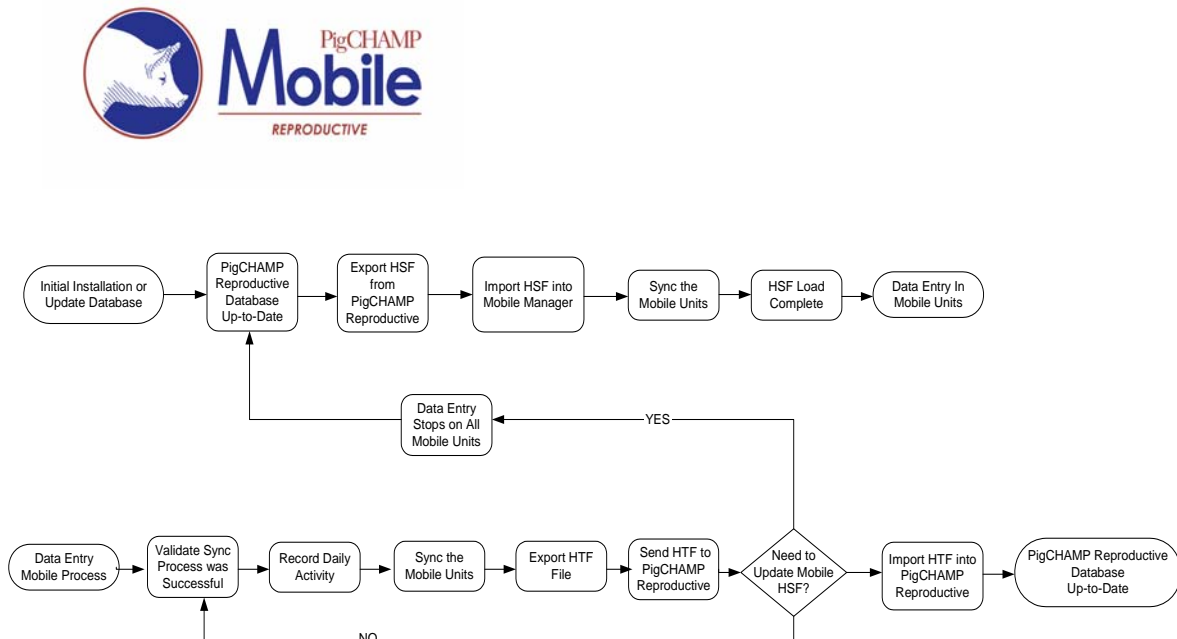 PigCHAMP
Mobile
REPRODUCTIVE
Initial Installation or
Update Database
PigCHAMP
Reproductive
Database
Up-to-Date
Export HSF
from
PigCHAMP
Reproductive
Import HSF into
Mobile Manager
Sync the
Mobile Units
HSF Load
Complete
Data Entry In
Mobile Units
Data Entry
Stops on All
Mobile Units
YES
Data Entry
Mobile Process
Validate Sync
Process was
Successful
Record Daily
Activity
Sync the
Mobile Units
Export HTF
File
Send HTF to
PigCHAMP
Reproductive
Need to
Update Mobile
HSF?
Import HTF into
PigCHAMP
Reproductive
PigCHAMP Reproductive
Database
Up-to-Date
NO